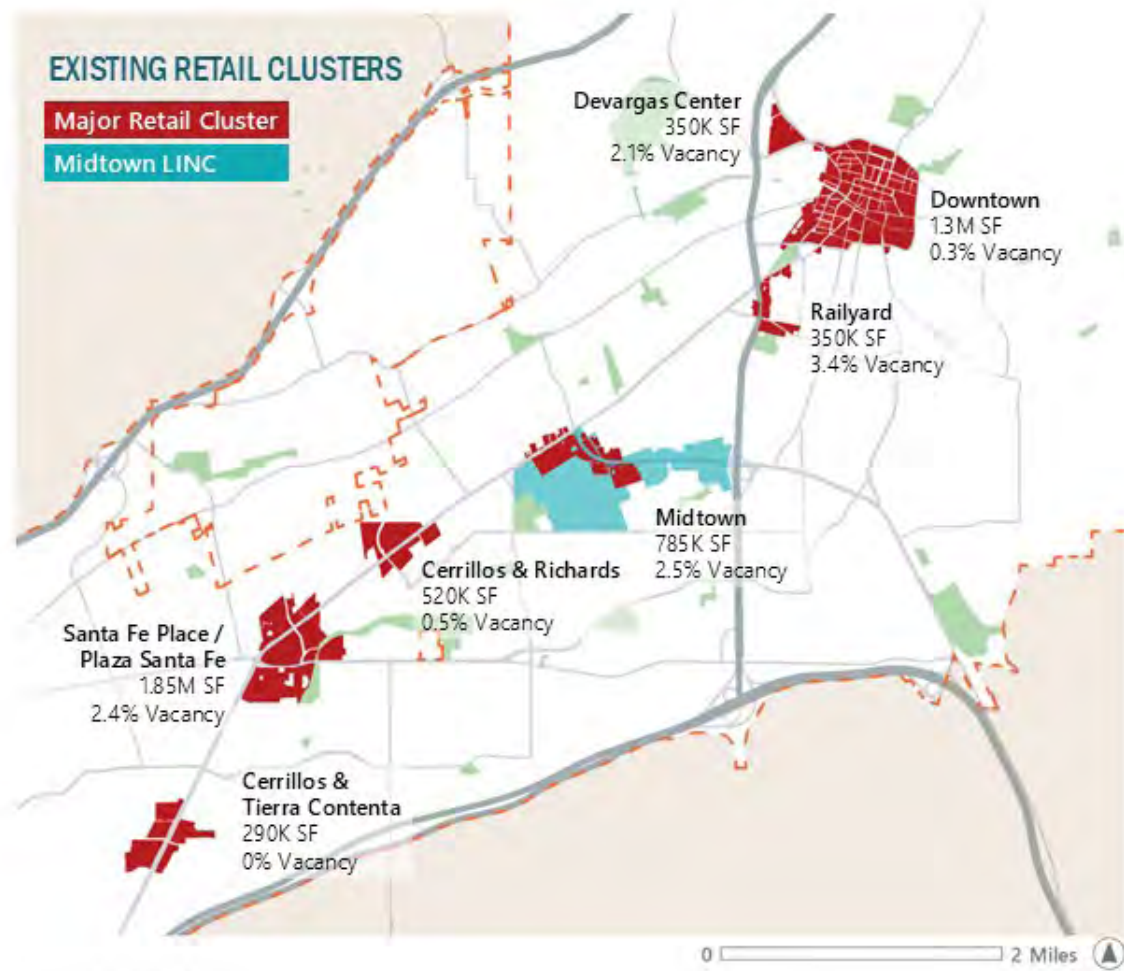 EXISTING RETAIL CLUSTERS
Major Retail Cluster
Midtown LINC
Devargas Center
350K SF
2.1% Vacancy
Downtown
1.3M SF
0.3% Vacancy
Railyard
350K SF
3.4% Vacancy
Midtown
785K SF
2.5% Vacancy
Cerrillos & Richards
520K SF
0.5% Vacancy
Santa Fe Place /
Plaza Santa Fe
1.85M SF
2.4% Vacancy
Cerrillos &
Tierra Contenta
290K SF
0% Vacancy
0 2 Miles